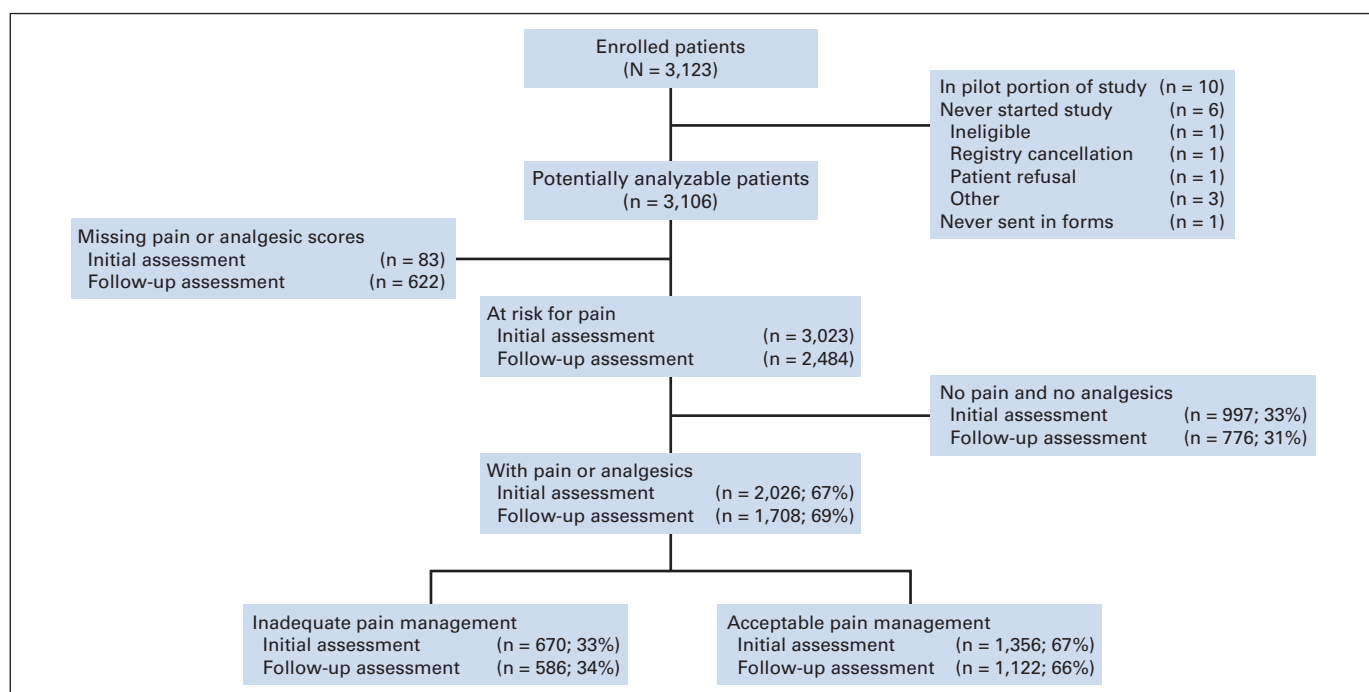 Enrolled patients
(N = 3,123)
In pilot portion of study (n = 10)
Never started study (n = 6)
Ineligible (n = 1)
Registry cancellation (n = 1)
Patient refusal (n = 1)
Other (n = 3)
Never sent in forms (n = 1)
Potentially analyzable patients
(n = 3,106)
Missing pain or analgesic scores
Initial assessment (n = 83)
Follow-up assessment (n = 622)
At risk for pain
Initial assessment (n = 3,023)
Follow-up assessment (n = 2,484)
No pain and no analgesics
Initial assessment (n = 997; 33%)
Follow-up assessment (n = 776; 31%)
With pain or analgesics
Initial assessment (n = 2,026; 67%)
Follow-up assessment (n = 1,708; 69%)
Inadequate pain management
Initial assessment (n = 670; 33%)
Follow-up assessment (n = 586; 34%)
Acceptable pain management
Initial assessment (n = 1,356; 67%)
Follow-up assessment (n = 1,122; 66%)